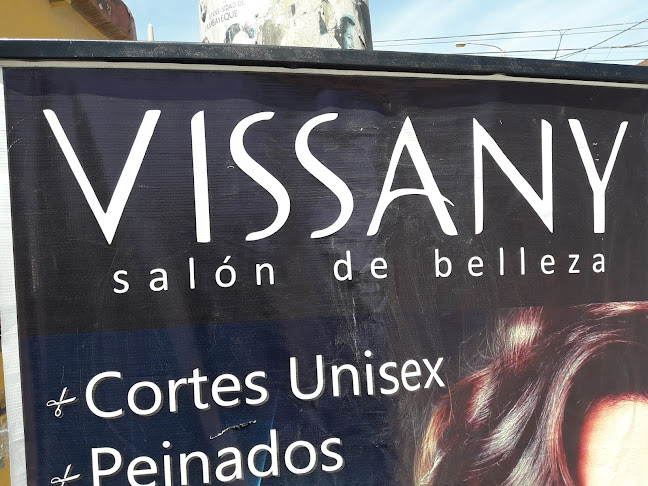 VISSANY
salón de belleza
Cortes Unisex
Peinados